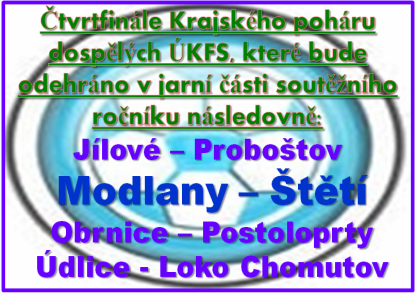 Čtvrtfinále Krajského poháru
dospělých ÚKFS, které bude
odehráno v jarní části soutěžního
ročníku následovně:
Jílové – Proboštov
Modlany – Štětí
Obrnice – Postoloprty
Údlice - Loko Chomutov